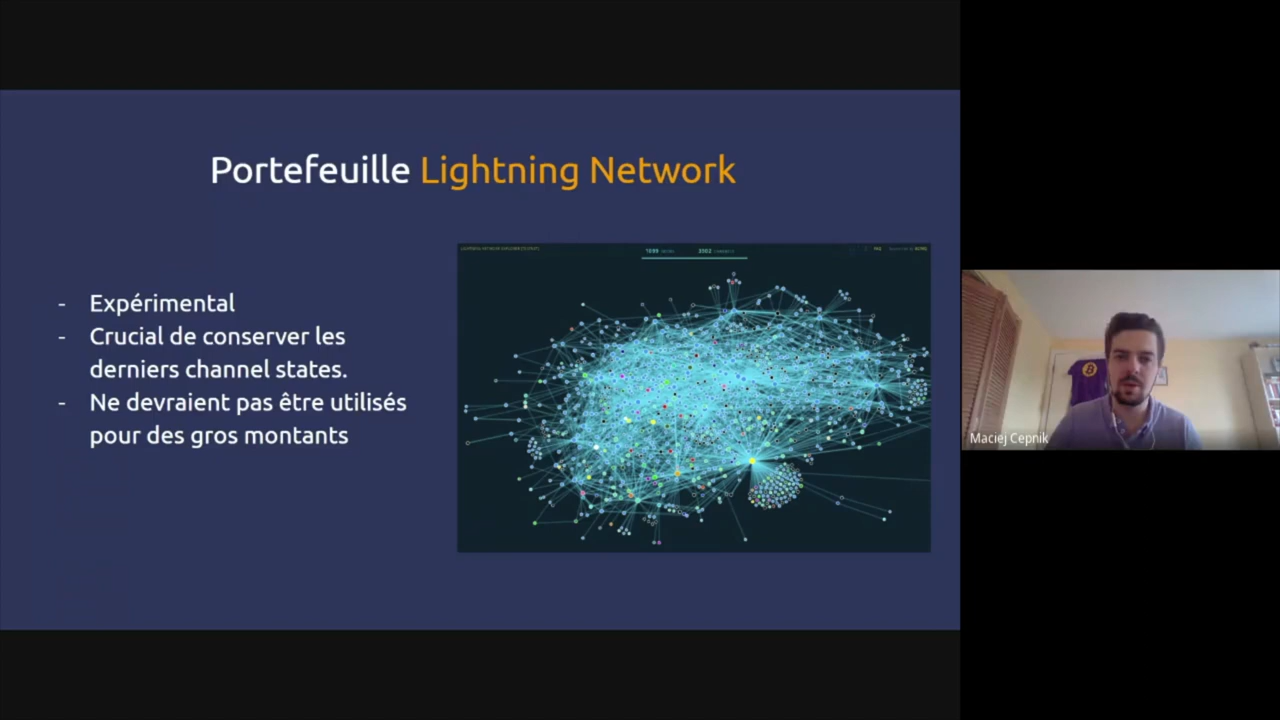 Portefeuille Lightning Network
- Expérimental
- Crucial de conserver les
derniers channel states.
- Ne devraient pas être utilisés
pour des gros montants
Maciej Cepnik